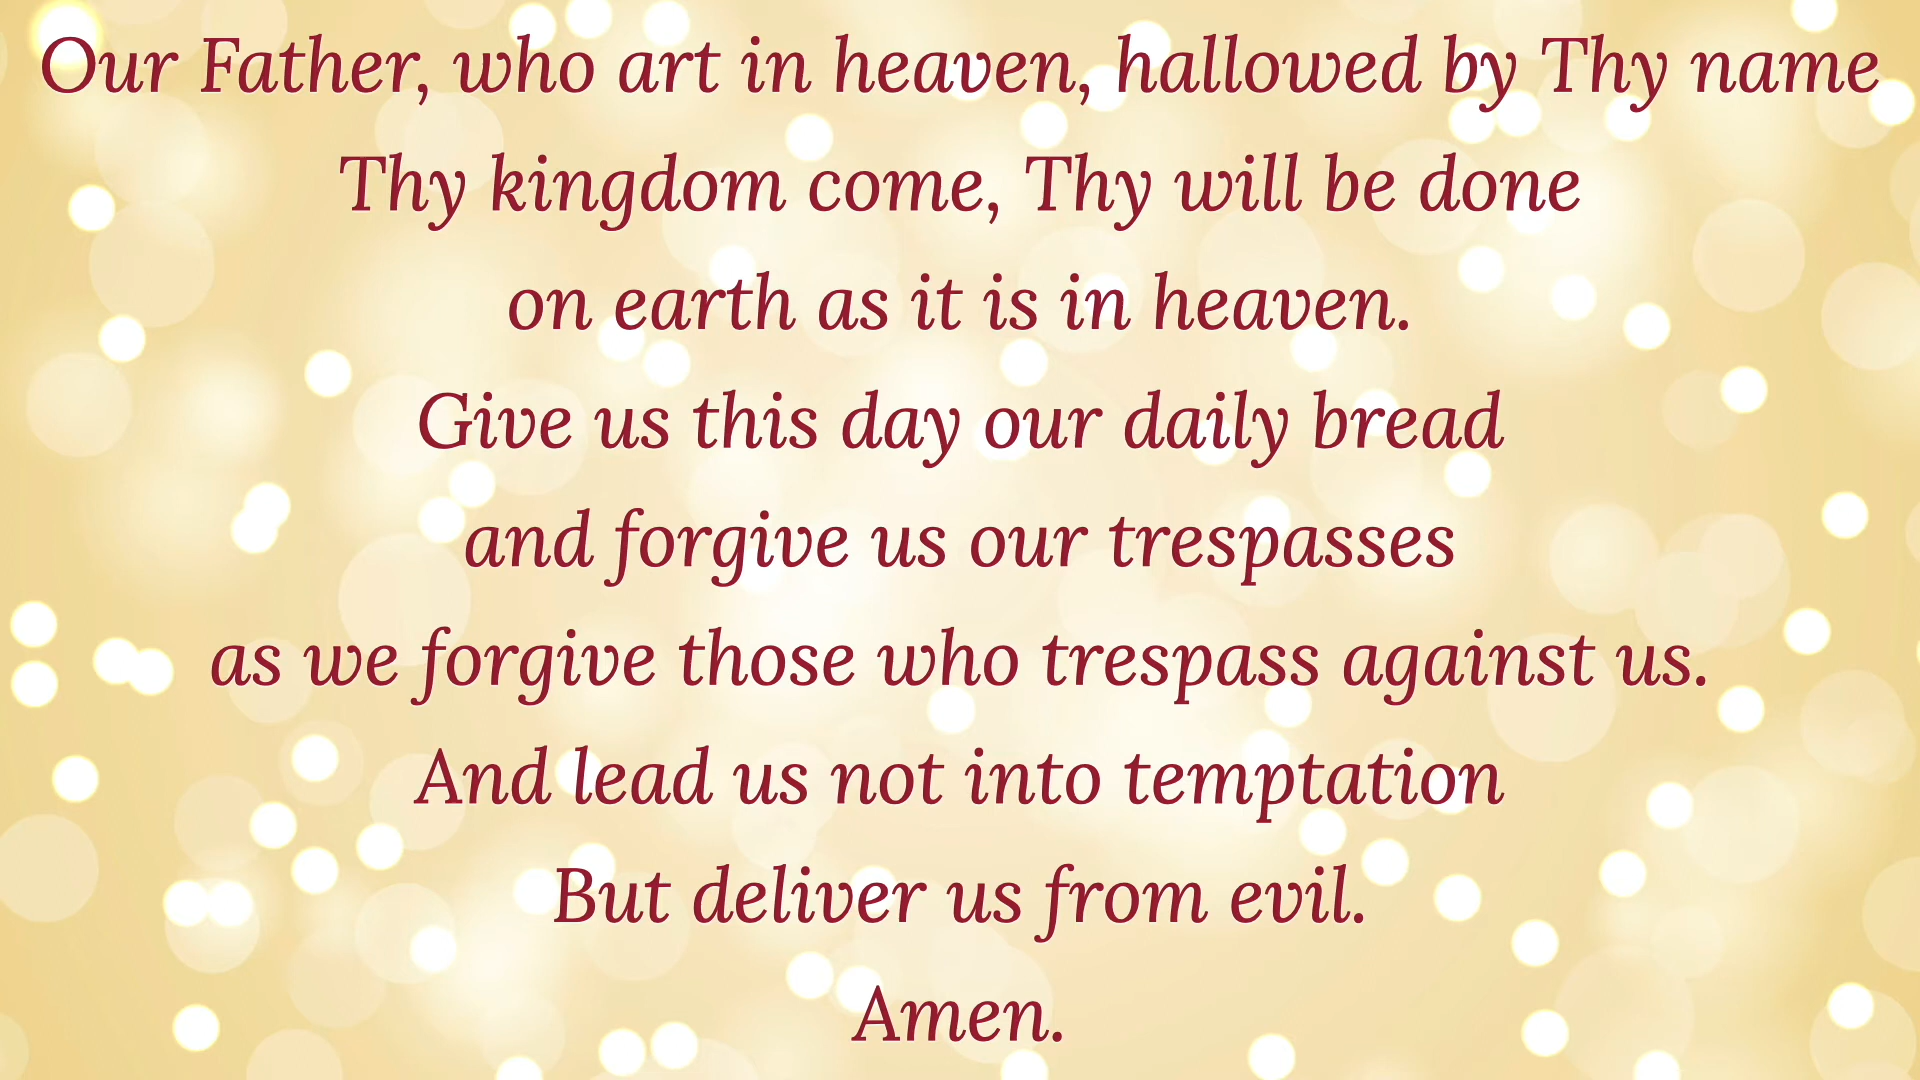 Our Father, who art in heaven, hallowed by Thy name
Thy kingdom come, Thy will be done
on earth as it is in heaven.
Give us this day our daily bread
and forgive us our trespasses
as we forgive those who trespass against us.
And lead us not into temptation
But deliver us from evil.
Amen.